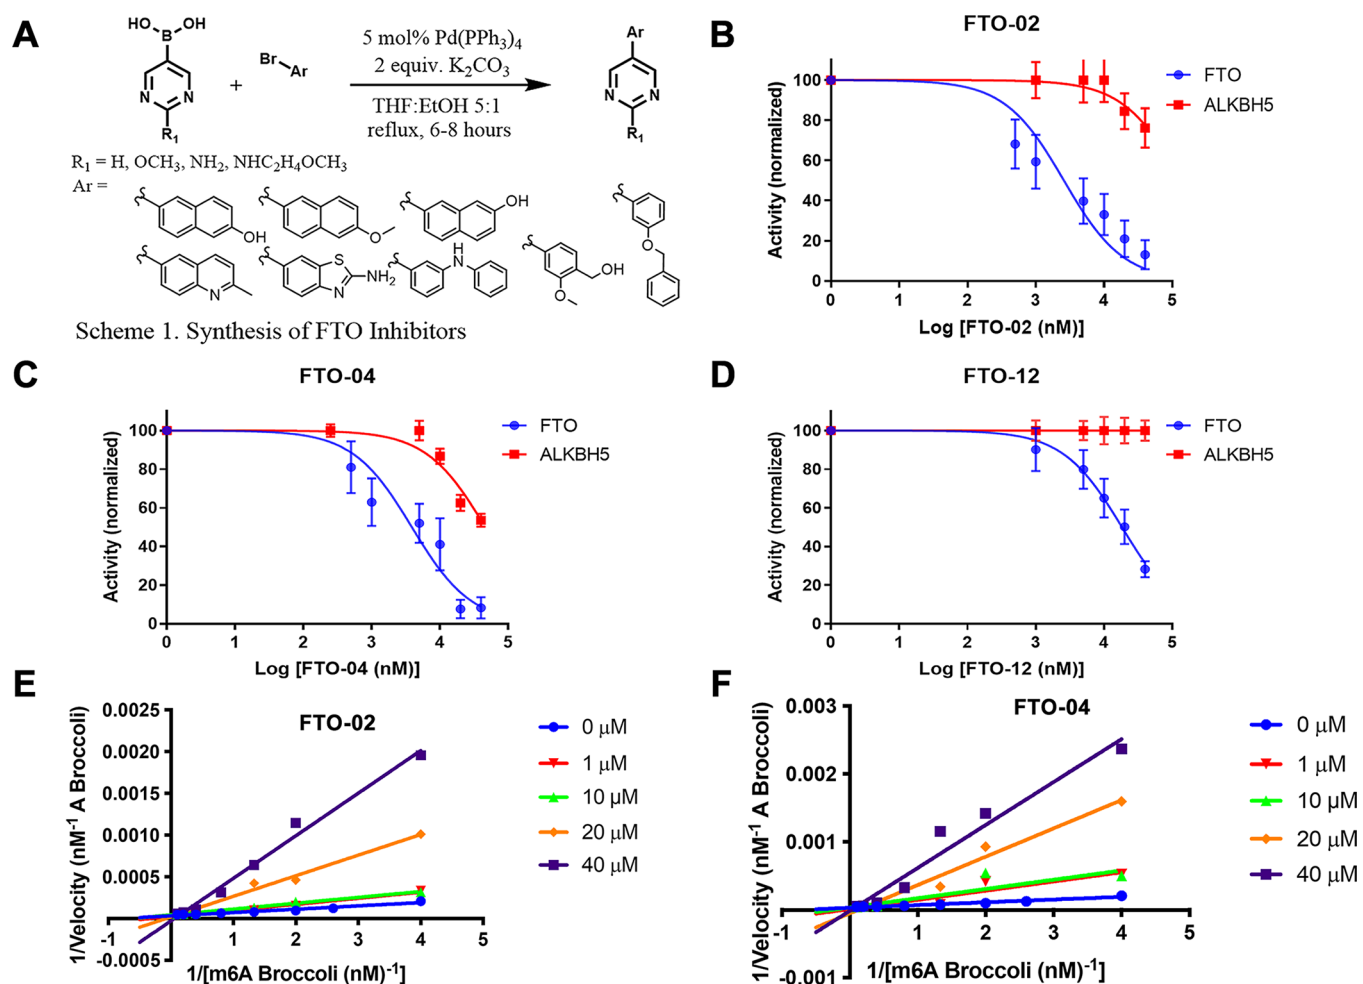 A
HO OH
B
N N
R1
+
Br
Ar
5 mol% Pd(PPh3)4
2 equiv. K2CO3
THF:EtOH 5:1
reflux, 6-8 hours
Ar
N N
R1
R1 = H, OCH3, NH2, NHC2H4OCH3
Ar =
OH
O
OH
O
N
S
N
NH2
H
N
OH
O
Scheme 1. Synthesis of FTO Inhibitors
B
FTO-02
Activity (normalized)
100
80
60
40
20
0
0 1 2 3 4 5
Log [FTO-02 (nM)]
FTO
ALKBH5
C
FTO-04
Activity (normalized)
100
80
60
40
20
0
0 1 2 3 4 5
Log [FTO-04 (nM)]
FTO
ALKBH5
D
FTO-12
Activity (normalized)
100
80
60
40
20
0
0 1 2 3 4 5
Log [FTO-12 (nM)]
FTO
ALKBH5
E
FTO-02
1/Velocity (nM-1 A Broccoli)
0.0025
0.0020
0.0015
0.0010
0.0005
-0.0005
-1 1 2 3 4 5
1/[m6A Broccoli (nM)-1]
0 µM
1 µM
10 µM
20 µM
40 µM
F
FTO-04
1/Velocity (nM-1 A Broccoli)
0.003
0.002
0.001
-0.001
-1 1 2 3 4 5
1/[m6A Broccoli (nM)-1]
0 µM
1 µM
10 µM
20 µM
40 µM